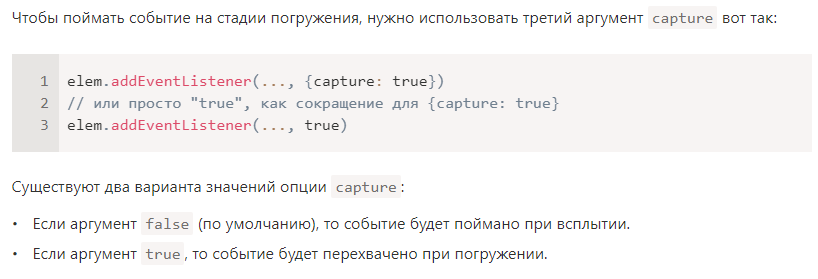 Чтобы поймать событие на стадии погружения, нужно использовать третий аргумент capture вот так:
1 elem.addEventListener(..., {capture: true})
2 // или просто "true", как сокращение для {capture: true}
3 elem.addEventListener(..., true)
Существуют два варианта значений опции capture:
• Если аргумент false (по умолчанию), то событие будет поймано при всплытии.
• Если аргумент true, то событие будет перехвачено при погружении.